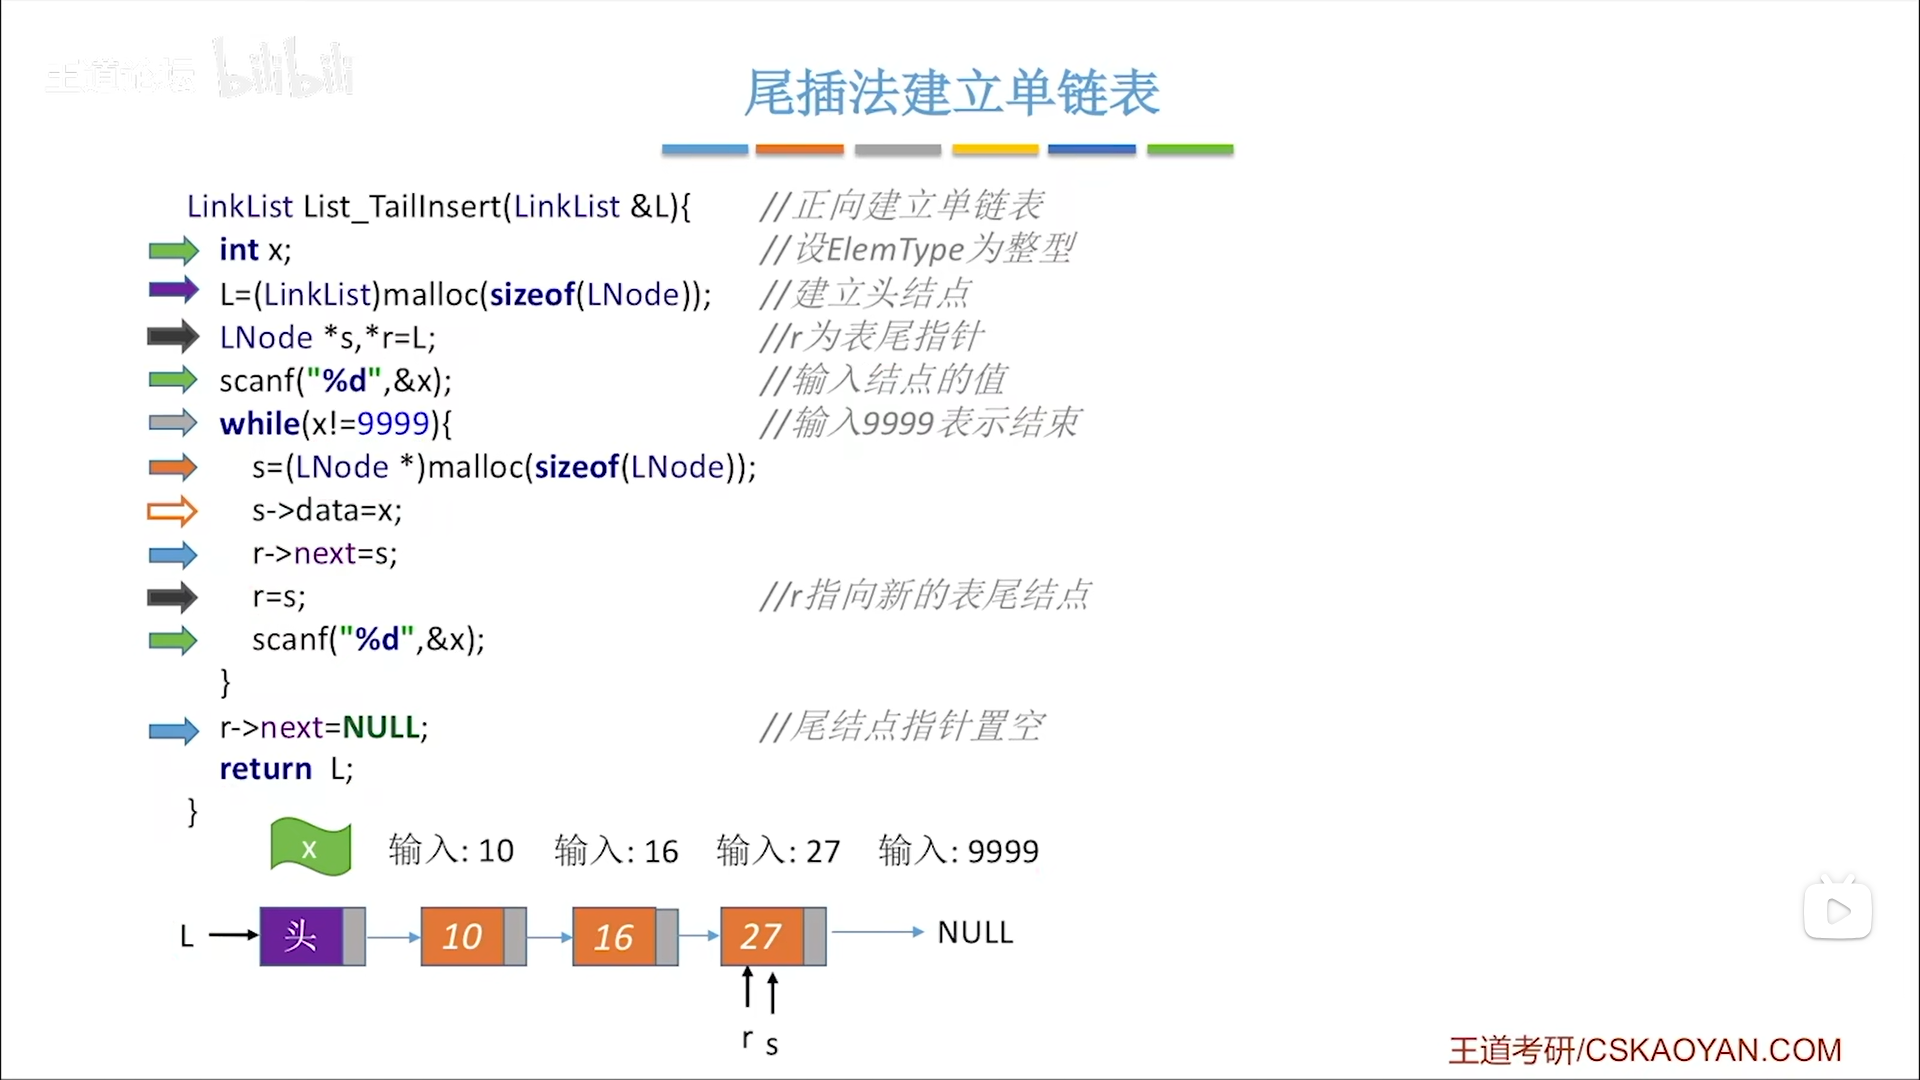 王道论坛 bilibili
尾插法建立单链表
LinkList List_TailInsert(LinkList &L){ //正向建立单链表
int x; //设ElemType为整型
L=(LinkList)malloc(sizeof(LNode)); //建立头结点
LNode *s,*r=L; //r为表尾指针
scanf("%d",&x); //输入结点的值
while(x!=9999){ //输入9999表示结束
s=(LNode *)malloc(sizeof(LNode));
s->data=x;
r->next=s;
r=s; //r指向新的表尾结点
scanf("%d",&x);
}
r->next=NULL; //尾结点指针置空
return L;
}
x 输入: 10 输入: 16 输入: 27 输入: 9999
L 头 10 16 27 NULL
r s
王道考研/CSKAOYAN.COM